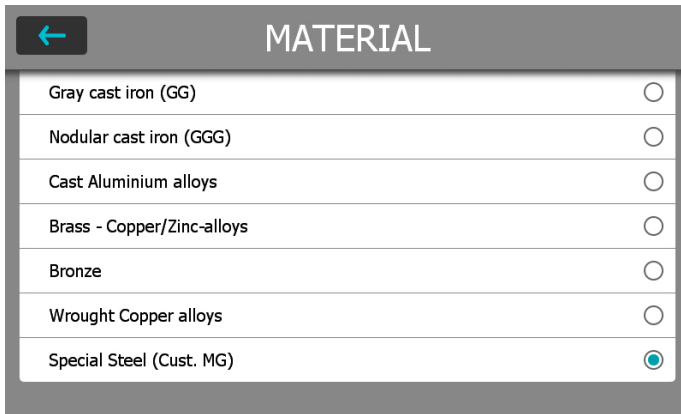 MATERIAL
Gray cast iron (GG)
Nodular cast iron (GGG)
Cast Aluminium alloys
Brass - Copper/Zinc-alloys
Bronze
Wrought Copper alloys
Special Steel (Cust. MG)